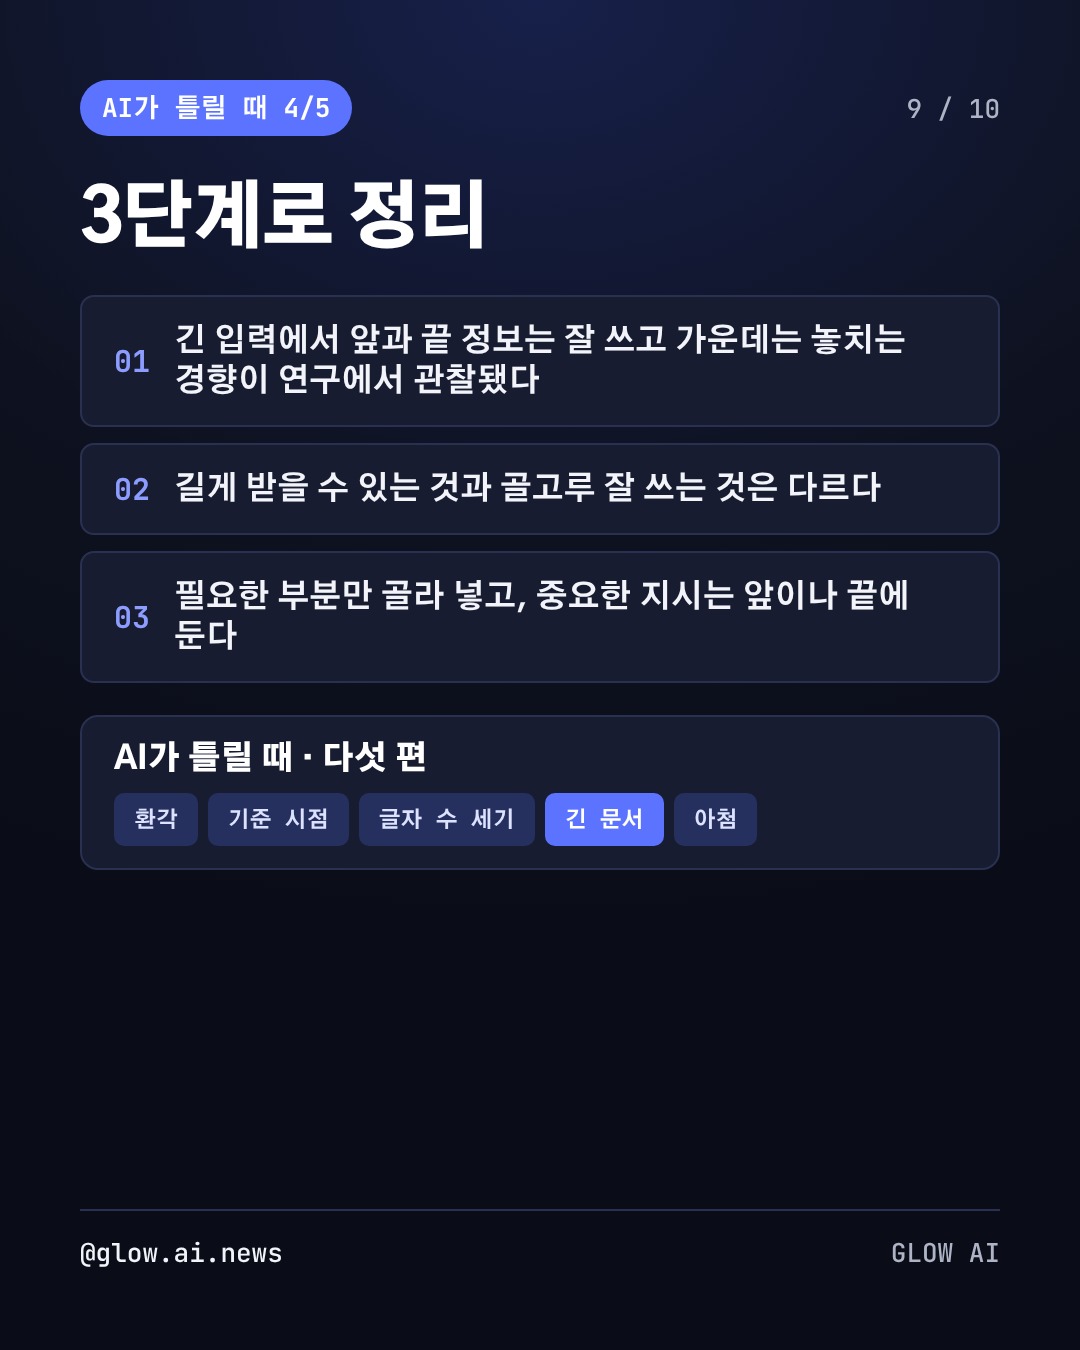 AI가 틀릴 때 4/5
9 / 10
3단계로 정리
01
긴 입력에서 앞과 끝 정보는 잘 쓰고 가운데는 놓치는
경향이 연구에서 관찰됐다
02
길게 받을 수 있는 것과 골고루 잘 쓰는 것은 다르다
03
필요한 부분만 골라 넣고, 중요한 지시는 앞이나 끝에
둔다
AI가 틀릴 때 · 다섯 편
환각
기준 시점
글자 수 세기
긴 문서
아첨
@glow.ai.news
GLOW AI